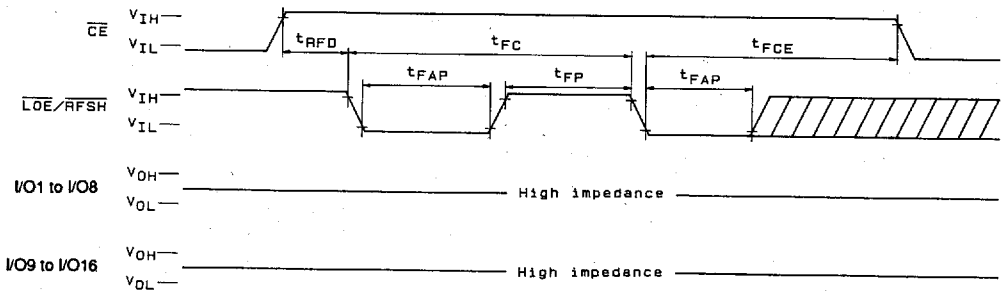 CE
VIH
VIL
tRFD
tFC
tFCE
LOE/RFSH
VIH
VIL
tFAP
tFP
tFAP
I/O1 to I/O8
VOH
VOL
High impedance
I/O9 to I/O16
VOH
VOL
High impedance